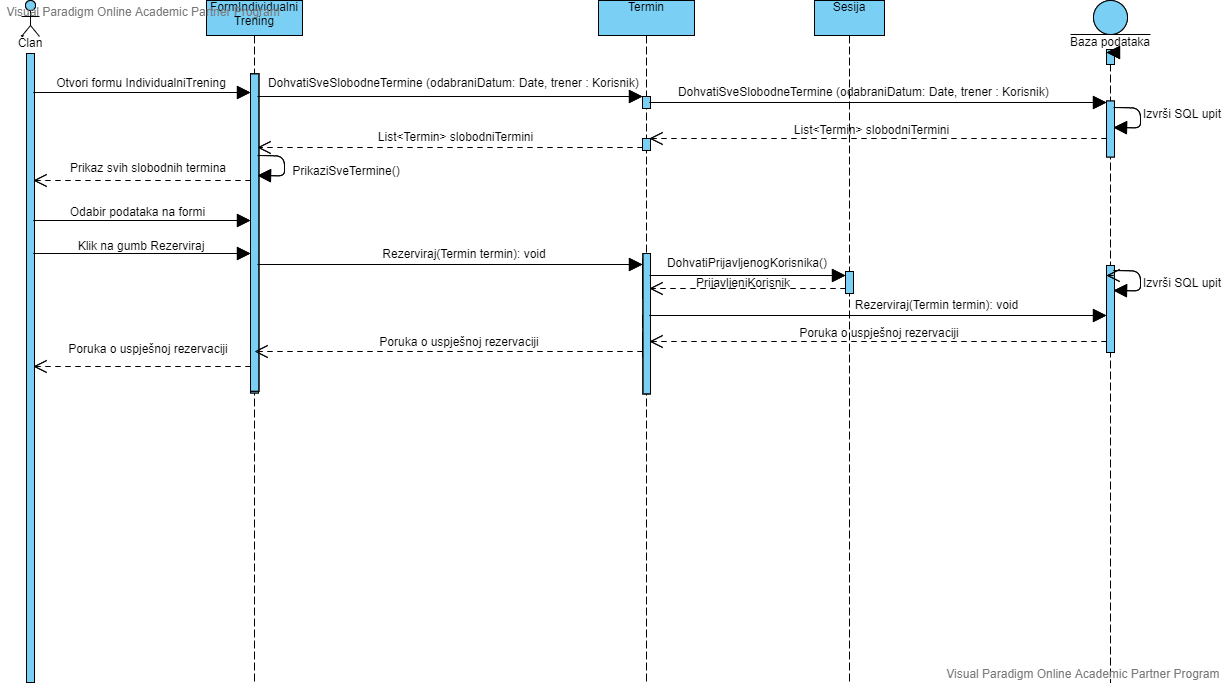 Visual Paradigm Online Academic Partner Program
FormIndividualni
Trening
Termin
Sesija
Član
Baza podataka
Otvori formu IndividualniTrening
DohvatiSveSlobodneTermine (odabraniDatum: Date, trener : Korisnik)
DohvatiSveSlobodneTermine (odabraniDatum: Date, trener : Korisnik)
Izvrši SQL upit
List<Termin> slobodniTermini
List<Termin> slobodniTermini
Prikaz svih slobodnih termina
PrikaziSveTermine()
Odabir podataka na formi
Klik na gumb Rezerviraj
Rezerviraj(Termin termin): void
DohvatiPrijavljenogKorisnika()
PrijavljeniKorisnik
Izvrši SQL upit
Rezerviraj(Termin termin): void
Poruka o uspješnoj rezervaciji
Poruka o uspješnoj rezervaciji
Poruka o uspješnoj rezervaciji
Visual Paradigm Online Academic Partner Program